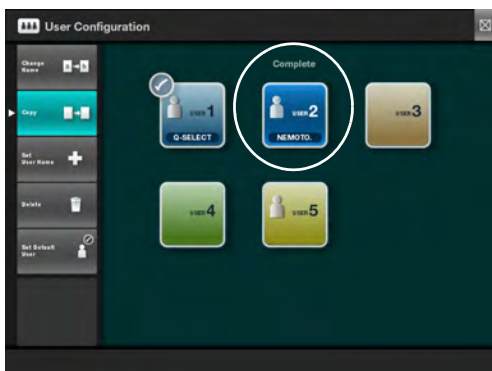 User Configuration
Change
Name
a
b
Copy
Set
User Name
Delete
Set Default
User
Complete
USER 1
Q-SELECT
USER 2
NEMOTO.
USER 3
USER 4
USER 5